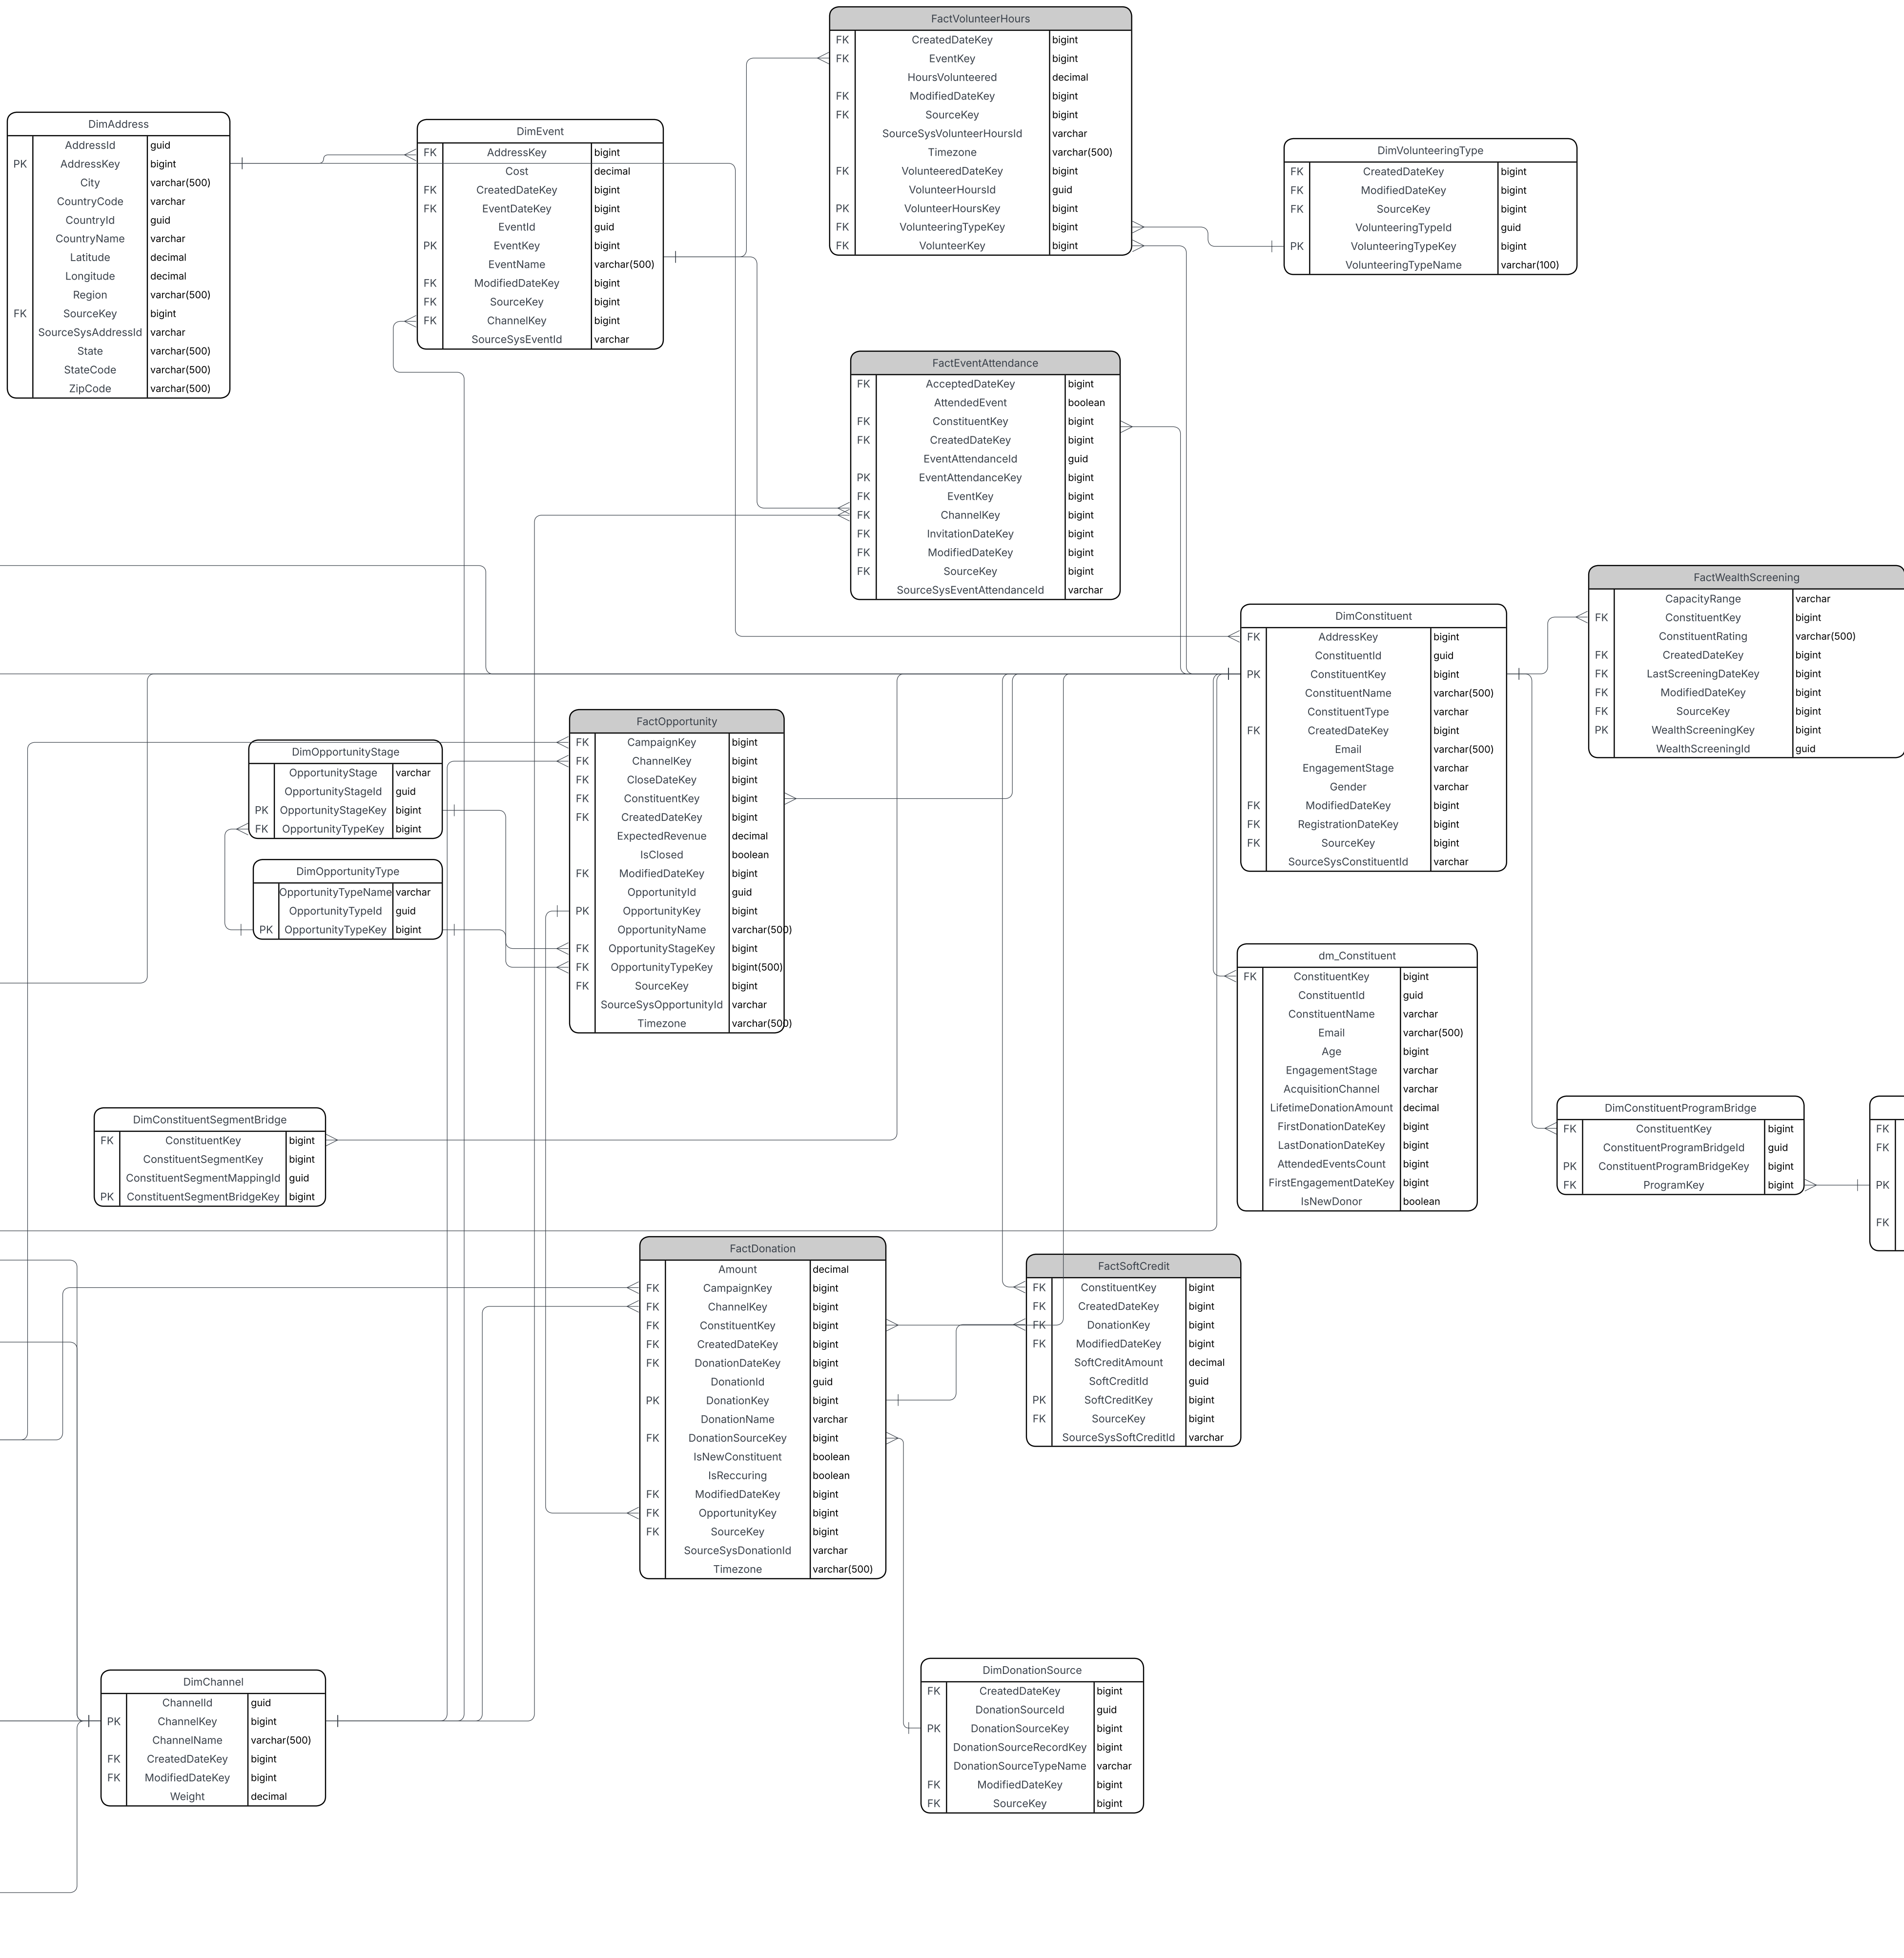 FactVolunteerHours
FK CreatedDateKey bigint
FK EventKey bigint
HoursVolunteered decimal
FK ModifiedDateKey bigint
FK SourceKey bigint
SourceSysVolunteerHoursId varchar
Timezone varchar(500)
FK VolunteeredDateKey bigint
VolunteerHoursId guid
PK VolunteerHoursKey bigint
FK VolunteeringTypeKey bigint
FK VolunteerKey bigint
DimAddress
AddressId guid
PK AddressKey bigint
City varchar(500)
CountryCode varchar
CountryId guid
CountryName varchar
Latitude decimal
Longitude decimal
Region varchar(500)
FK SourceKey bigint
SourceSysAddressId varchar
State varchar(500)
StateCode varchar(500)
ZipCode varchar(500)
DimEvent
FK AddressKey bigint
Cost decimal
FK CreatedDateKey bigint
FK EventDateKey bigint
EventId guid
PK EventKey bigint
EventName varchar(500)
FK ModifiedDateKey bigint
FK SourceKey bigint
FK ChannelKey bigint
SourceSysEventId varchar
DimVolunteeringType
FK CreatedDateKey bigint
FK ModifiedDateKey bigint
FK SourceKey bigint
VolunteeringTypeId guid
PK VolunteeringTypeKey bigint
VolunteeringTypeName varchar(100)
FactEventAttendance
FK AcceptedDateKey bigint
AttendedEvent boolean
FK ConstituentKey bigint
FK CreatedDateKey bigint
EventAttendanceId guid
PK EventAttendanceKey bigint
FK EventKey bigint
FK ChannelKey bigint
FK InvitationDateKey bigint
FK ModifiedDateKey bigint
FK SourceKey bigint
SourceSysEventAttendanceId varchar
FactWealthScreening
CapacityRange varchar
FK ConstituentKey bigint
ConstituentRating varchar(500)
FK CreatedDateKey bigint
FK LastScreeningDateKey bigint
FK ModifiedDateKey bigint
FK SourceKey bigint
PK WealthScreeningKey bigint
WealthScreeningId guid
DimConstituent
FK AddressKey bigint
ConstituentId guid
PK ConstituentKey bigint
ConstituentName varchar(500)
ConstituentType varchar
FK CreatedDateKey bigint
Email varchar(500)
EngagementStage varchar
Gender varchar
FK ModifiedDateKey bigint
FK RegistrationDateKey bigint
FK SourceKey bigint
SourceSysConstituentId varchar
FactOpportunity
FK CampaignKey bigint
FK ChannelKey bigint
FK CloseDateKey bigint
FK ConstituentKey bigint
FK CreatedDateKey bigint
ExpectedRevenue decimal
IsClosed boolean
FK ModifiedDateKey bigint
OpportunityId guid
PK OpportunityKey bigint
OpportunityName varchar(500)
FK OpportunityStageKey bigint
FK OpportunityTypeKey bigint(500)
FK SourceKey bigint
SourceSysOpportunityId varchar
Timezone varchar(500)
DimOpportunityStage
OpportunityStage varchar
OpportunityStageId guid
PK OpportunityStageKey bigint
FK OpportunityTypeKey bigint
DimOpportunityType
OpportunityTypeName varchar
OpportunityTypeId guid
PK OpportunityTypeKey bigint
dm_Constituent
FK ConstituentKey bigint
ConstituentId guid
ConstituentName varchar
Email varchar(500)
Age bigint
EngagementStage varchar
AcquisitionChannel varchar
LifetimeDonationAmount decimal
FirstDonationDateKey bigint
LastDonationDateKey bigint
AttendedEventsCount bigint
FirstEngagementDateKey bigint
IsNewDonor boolean
DimConstituentSegmentBridge
FK ConstituentKey bigint
ConstituentSegmentKey bigint
ConstituentSegmentMappingId guid
PK ConstituentSegmentBridgeKey bigint
DimConstituentProgramBridge
FK ConstituentKey bigint
ConstituentProgramBridgeId guid
PK ConstituentProgramBridgeKey bigint
FK ProgramKey bigint
FK
FK
PK
FK
FactDonation
Amount decimal
FK CampaignKey bigint
FK ChannelKey bigint
FK ConstituentKey bigint
FK CreatedDateKey bigint
FK DonationDateKey bigint
DonationId guid
PK DonationKey bigint
DonationName varchar
FK DonationSourceKey bigint
IsNewConstituent boolean
IsReccuring boolean
FK ModifiedDateKey bigint
FK OpportunityKey bigint
FK SourceKey bigint
SourceSysDonationId varchar
Timezone varchar(500)
FactSoftCredit
FK ConstituentKey bigint
FK CreatedDateKey bigint
FK DonationKey bigint
FK ModifiedDateKey bigint
SoftCreditAmount decimal
SoftCreditId guid
PK SoftCreditKey bigint
FK SourceKey bigint
SourceSysSoftCreditId varchar
DimChannel
ChannelId guid
PK ChannelKey bigint
ChannelName varchar(500)
FK CreatedDateKey bigint
FK ModifiedDateKey bigint
Weight decimal
DimDonationSource
FK CreatedDateKey bigint
DonationSourceId guid
PK DonationSourceKey bigint
DonationSourceRecordKey bigint
DonationSourceTypeName varchar
FK ModifiedDateKey bigint
FK SourceKey bigint